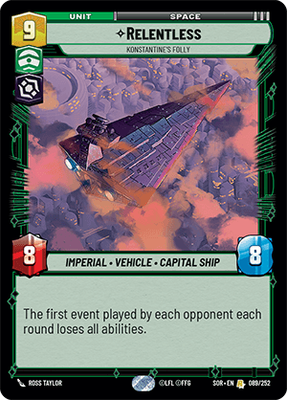 9
UNIT
SPACE
✧RELENTLESS
KONSTANTINE'S FOLLY
8
8
IMPERIAL • VEHICLE • CAPITAL SHIP
The first event played by each opponent each
round loses all abilities.
ROSS TAYLOR
©LFL ©FFG
SOR • EN
089/252